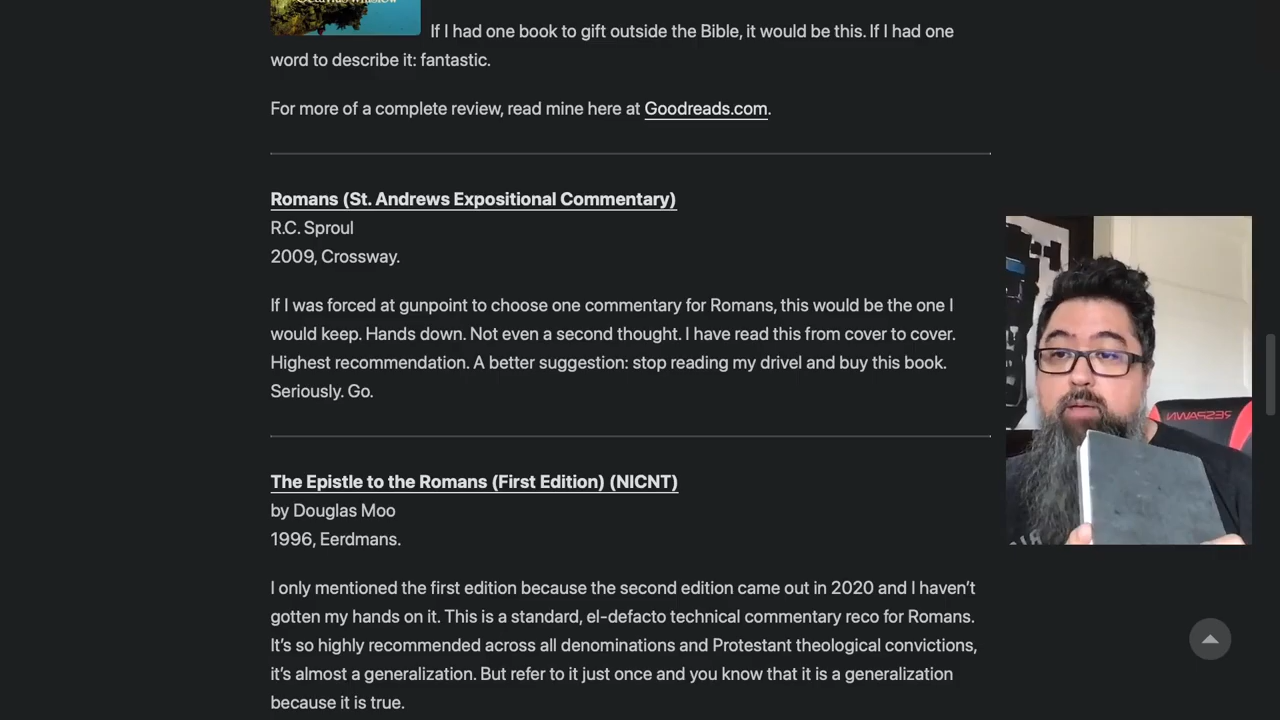 If I had one book to gift outside the Bible, it would be this. If I had one
word to describe it: fantastic.
For more of a complete review, read mine here at Goodreads.com.
Romans (St. Andrews Expositional Commentary)
R.C. Sproul
2009, Crossway.
If I was forced at gunpoint to choose one commentary for Romans, this would be the one I
would keep. Hands down. Not even a second thought. I have read this from cover to cover.
HIghest recommendation. A better suggestion: stop reading my drivel and buy this book.
Seriously. Go.
RESPAWN
The Epistle to the Romans (First Edition) (NICNT)
by Douglas Moo
1996, Eerdmans.
I only mentioned the first edition because the second edition came out in 2020 and I haven’t
gotten my hands on it. This is a standard, el-defacto technical commentary reco for Romans.
It’s so highly recommended across all denominations and Protestant theological convictions,
it’s almost a generalization. But refer to it just once and you know that it is a generalization
because it is true.